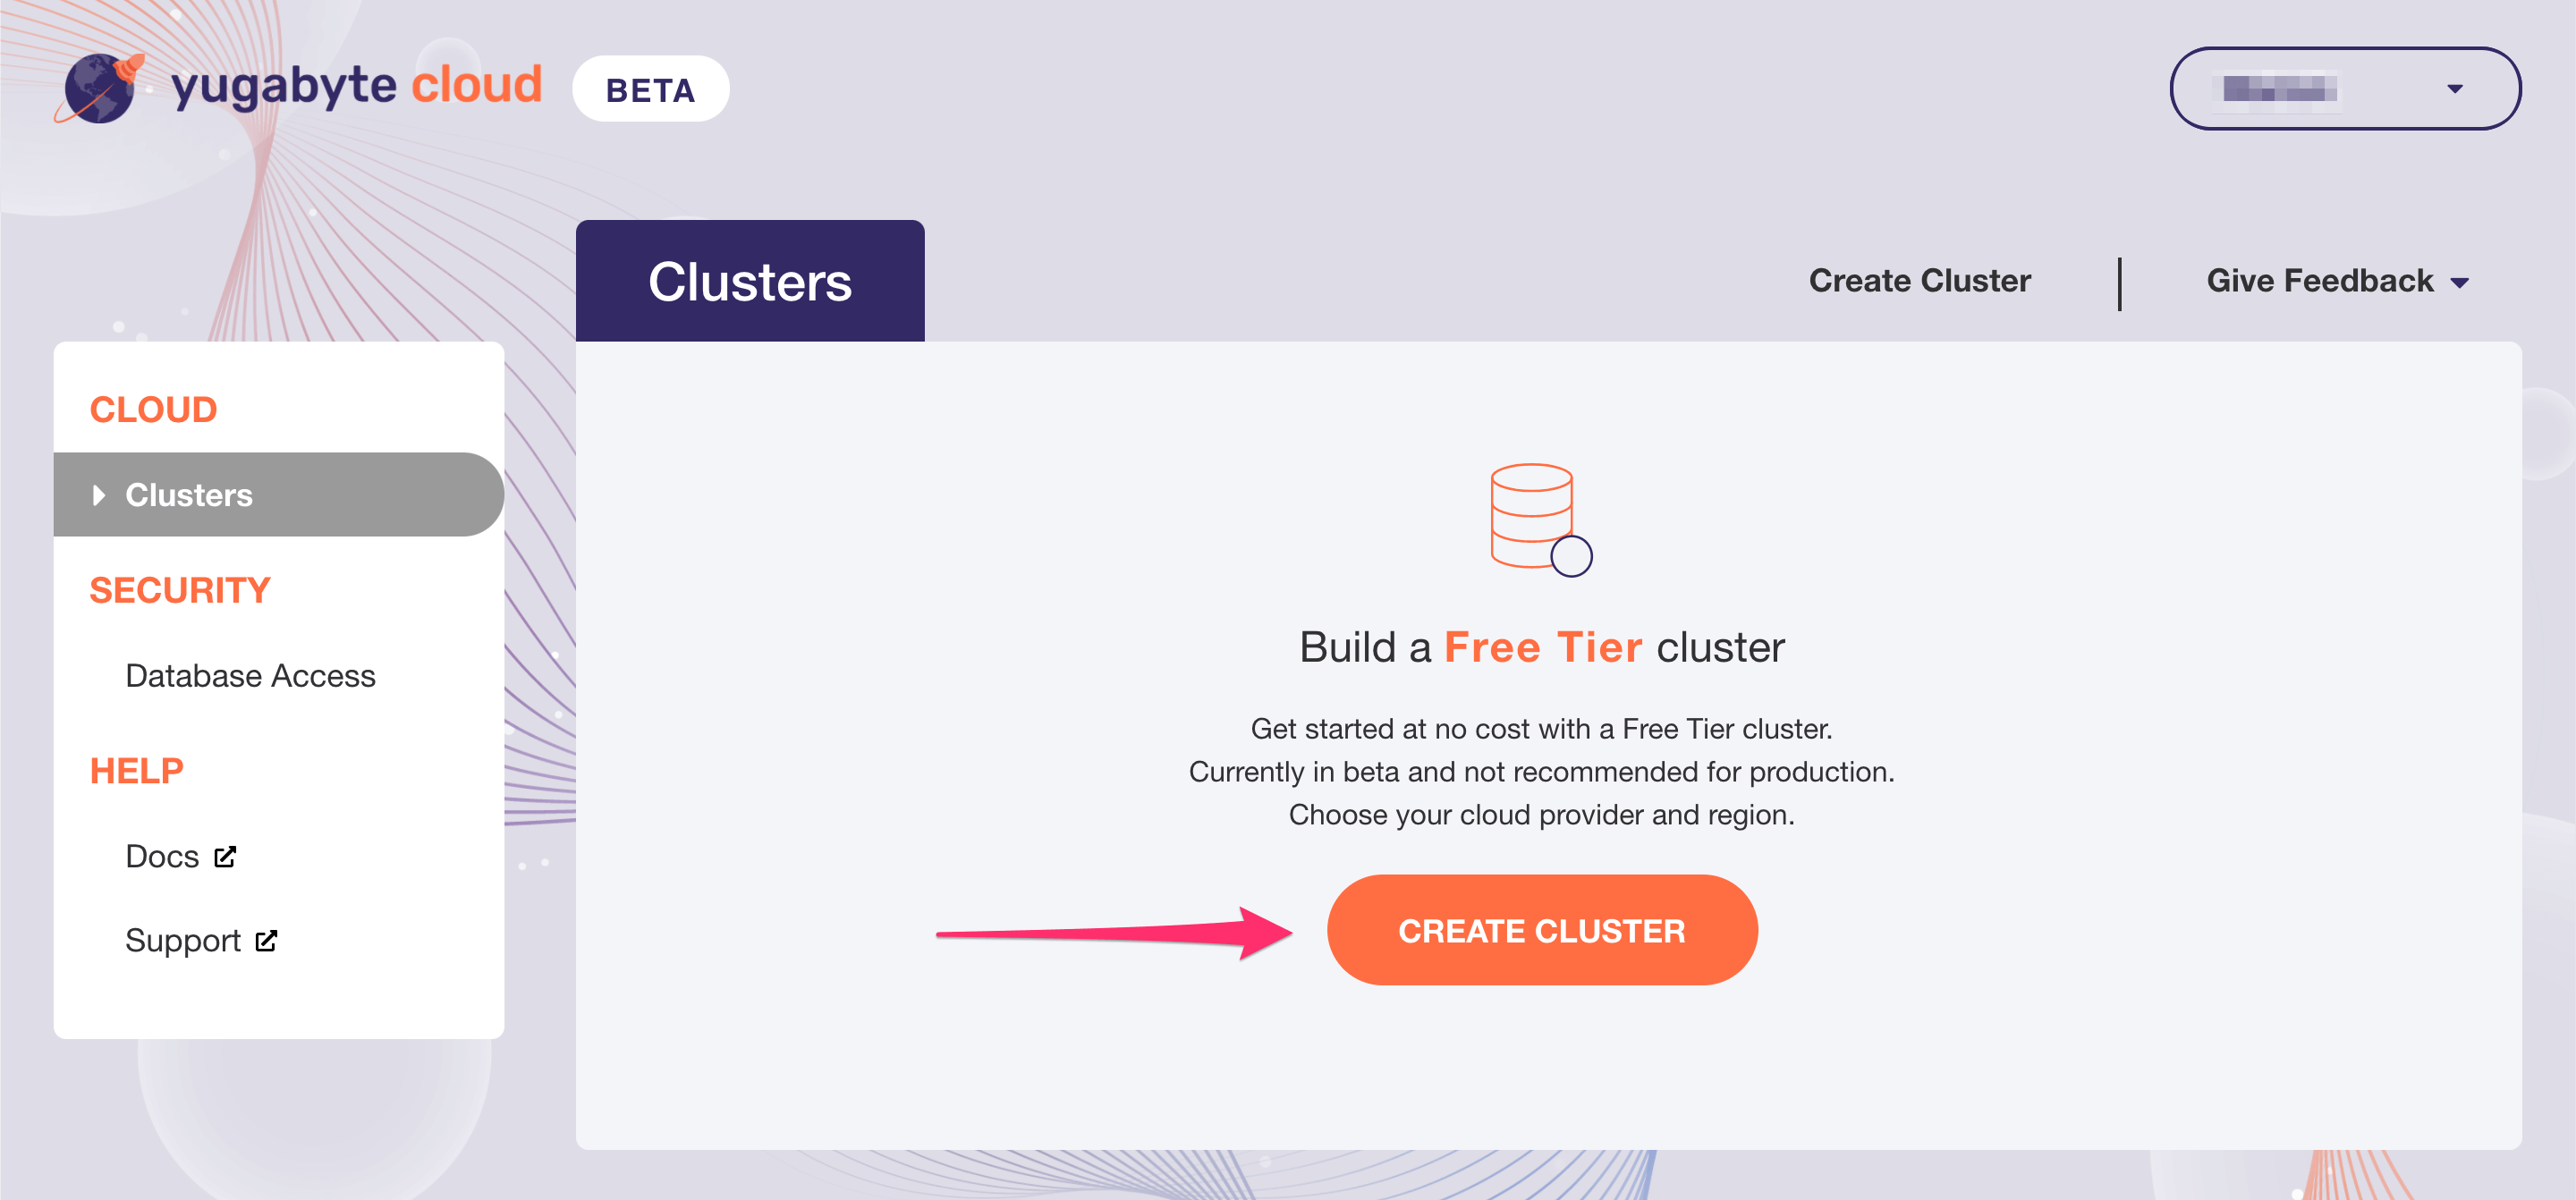 yugabyte cloud
BETA
Clusters
Create Cluster
Give Feedback
CLOUD
Clusters
SECURITY
Database Access
HELP
Docs
Support
Build a Free Tier cluster
Get started at no cost with a Free Tier cluster.
Currently in beta and not recommended for production.
Choose your cloud provider and region.
CREATE CLUSTER